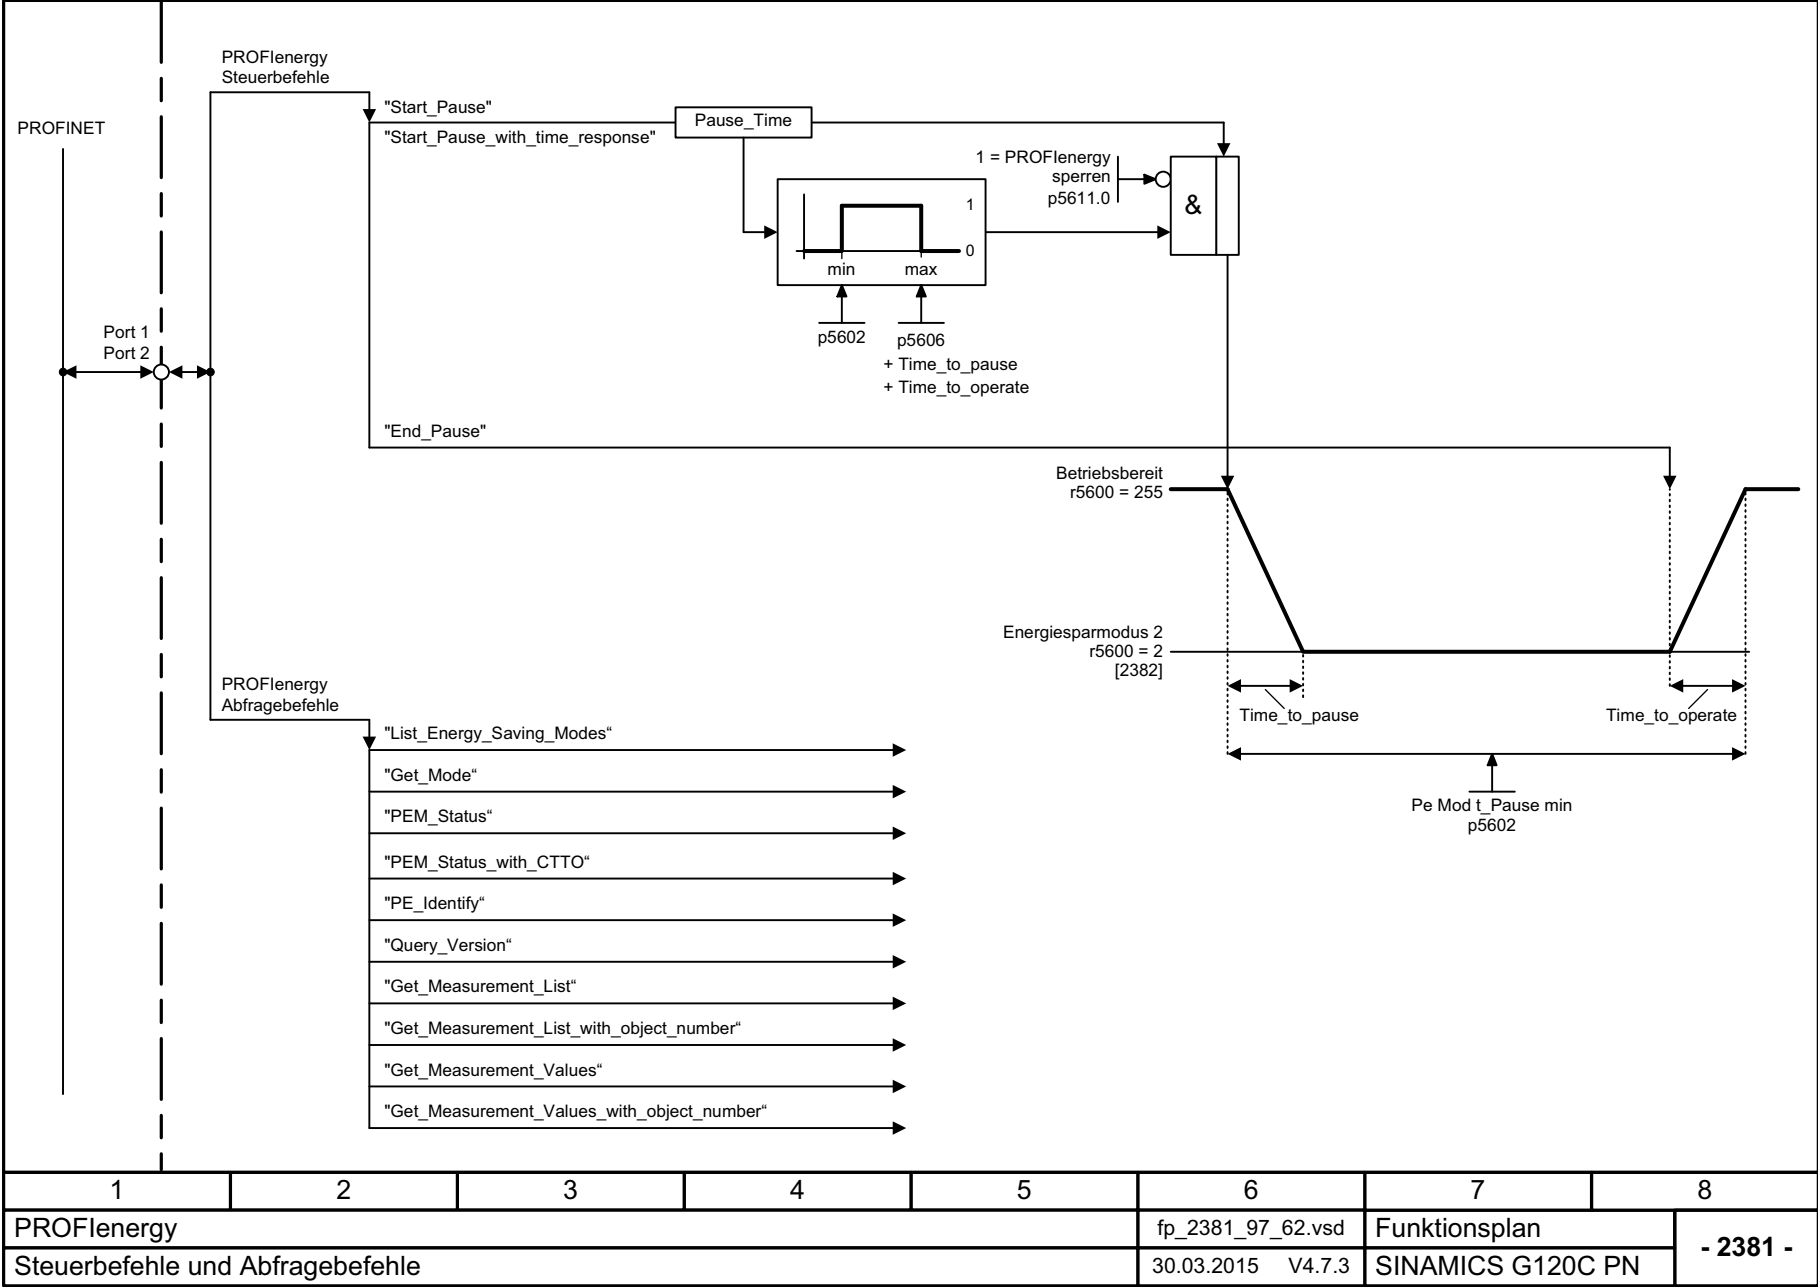 PROFIenergy
Steuerbefehle
PROFINET
"Start_Pause"
"Start_Pause_with_time_response"
Pause_Time
1 = PROFIenergy
sperren
p5611.0
&
1
0
min
max
p5602
p5606
+ Time_to_pause
+ Time_to_operate
Port 1
Port 2
"End_Pause"
Betriebsbereit
r5600 = 255
Energiesparmodus 2
r5600 = 2
[2382]
Time_to_pause
Time_to_operate
Pe Mod t_Pause min
p5602
PROFIenergy
Abfragebefehle
"List_Energy_Saving_Modes“
"Get_Mode“
"PEM_Status“
"PEM_Status_with_CTTO“
"PE_Identify“
"Query_Version“
"Get_Measurement_List“
"Get_Measurement_List_with_object_number“
"Get_Measurement_Values“
"Get_Measurement_Values_with_object_number“
1 2 3 4 5 6 7 8
PROFIenergy
fp_2381_97_62.vsd
Funktionsplan
- 2381 -
Steuerbefehle und Abfragebefehle
30.03.2015 V4.7.3
SINAMICS G120C PN